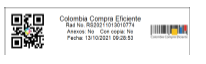 Colombia Compra Eficiente
Rad No. RS20211013010774
Anexos: No Con copia: No
Fecha: 13/10/2021 09:28:53